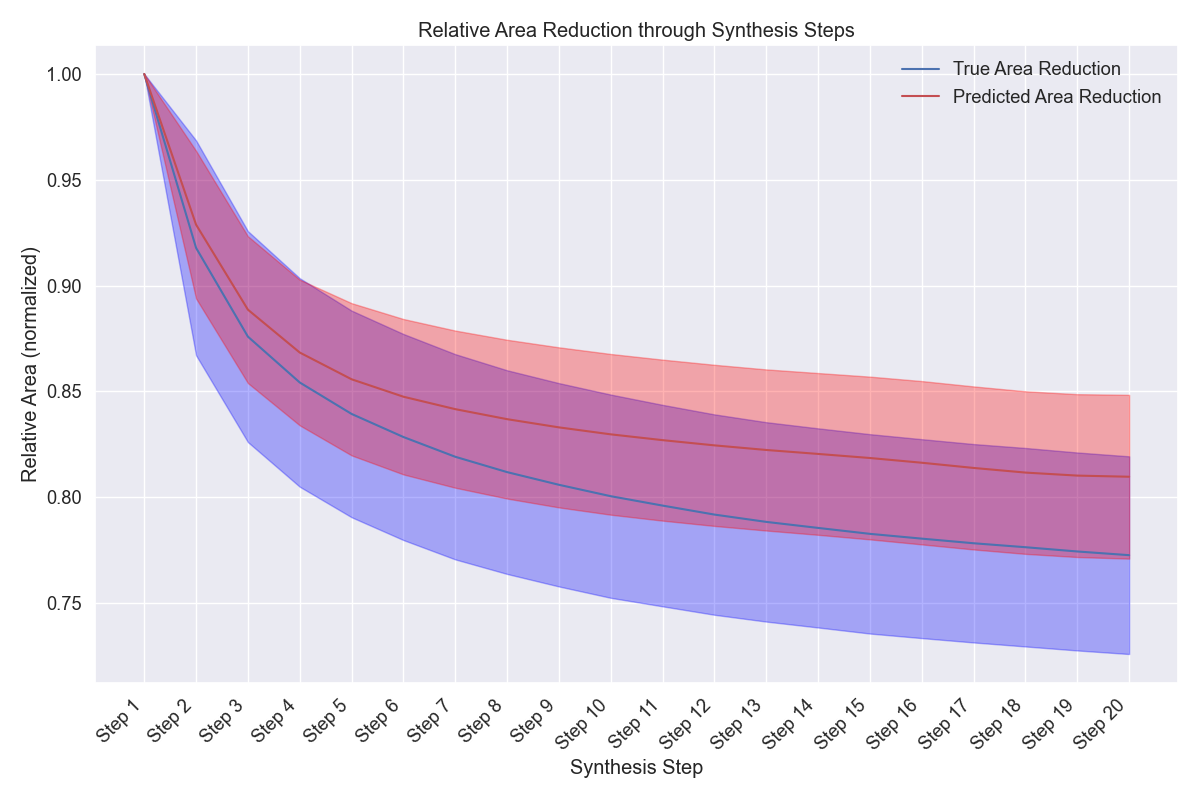 Relative Area Reduction through Synthesis Steps
True Area Reduction
Predicted Area Reduction
Relative Area (normalized)
1.00
0.95
0.90
0.85
0.80
0.75
Step 1
Step 2
Step 3
Step 4
Step 5
Step 6
Step 7
Step 8
Step 9
Step 10
Step 11
Step 12
Step 13
Step 14
Step 15
Step 16
Step 17
Step 18
Step 19
Step 20
Synthesis Step